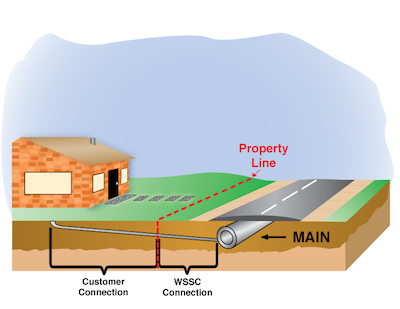 Property
Line
MAIN
Customer
Connection
WSSC
Connection